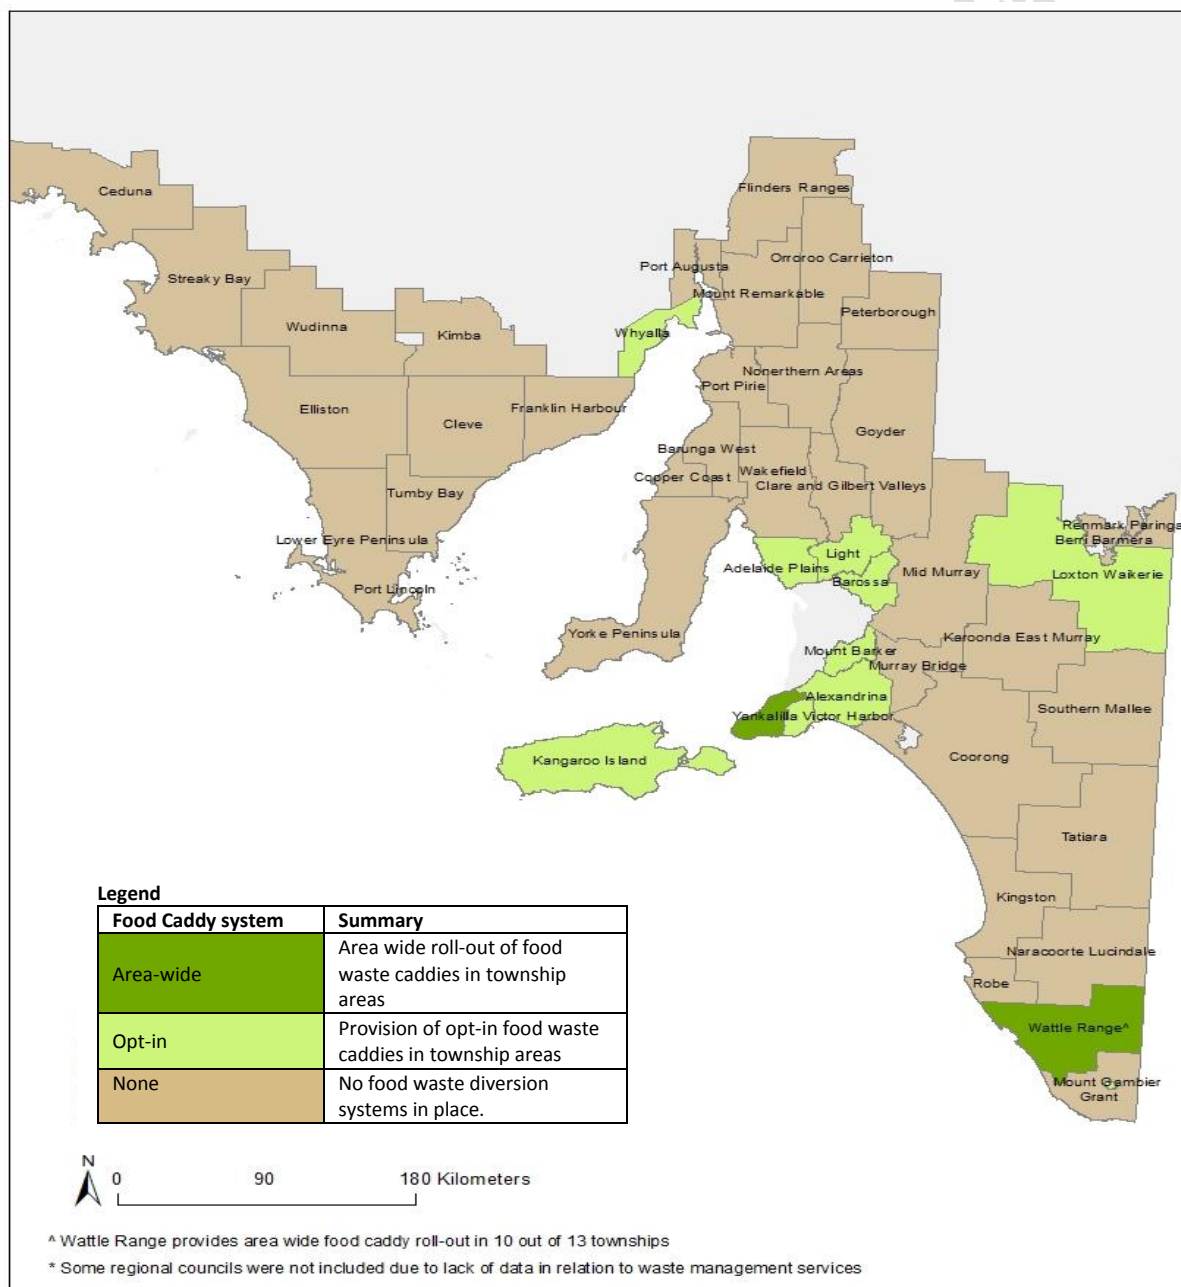 Ceduna
Flinders Ranges
Streaky Bay
Port Augusta
Orroroo Carrieton
Mount Remarkable
Peterborough
Wudinna
Kimba
Whyalla
Nonerthern Areas
Port Pirie
Elliston
Cleve
Franklin Harbour
Goyder
Barunga West
Wakefield
Copper Coast
Clare and Gilbert Valleys
Tumby Bay
Lower Eyre Peninsula
Renmark Paringa
Berri Barmera
Light
Adelaide Plains
Mid Murray
Loxton Waikerie
Barossa
Port Lincoln
Yorke Peninsula
Karoonda East Murray
Mount Barker
Murray Bridge
Alexandrina
Southern Mallee
Yankalilla Victor Harbor
Kangaroo Island
Coorong
Tatiara
Kingston
Naracoorte Lucindale
Robe
Wattle Range^
Mount Gambier
Grant
Legend
Food Caddy system Summary
Area-wide
Area wide roll-out of food
waste caddies in township
areas
Opt-in
Provision of opt-in food waste
caddies in township areas
None
No food waste diversion
systems in place.
N
0 90 180 Kilometers
^ Wattle Range provides area wide food caddy roll-out in 10 out of 13 townships
* Some regional councils were not included due to lack of data in relation to waste management services